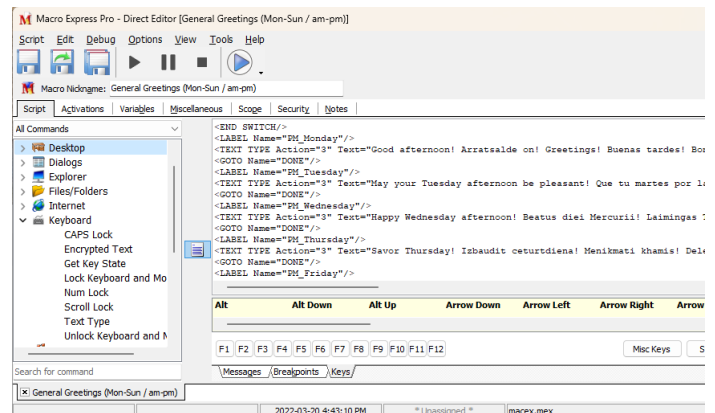 Macro Express Pro - Direct Editor [General Greetings (Mon-Sun / am-pm)]
Script Edit Debug Options View Tools Help
Macro Nickname: General Greetings (Mon-Sun / am-pm)
Script Activations Variables Miscellaneous Scope Security Notes
All Commands
Desktop
Dialogs
Explorer
Files/Folders
Internet
Keyboard
CAPS Lock
Encrypted Text
Get Key State
Lock Keyboard and Mo
Num Lock
Scroll Lock
Text Type
Unlock Keyboard and M
Search for command
<END SWITCH/>
<LABEL Name="PM_Monday"/>
<TEXT TYPE Action="3" Text="Good afternoon! Arratsalde on! Greetings! Buenas tardes! Bon
<GOTO Name="DONE"/>
<LABEL Name="PM_Tuesday"/>
<TEXT TYPE Action="3" Text="May your Tuesday afternoon be pleasant! Que tu martes por la
<GOTO Name="DONE"/>
<LABEL Name="PM_Wednesday"/>
<TEXT TYPE Action="3" Text="Happy Wednesday afternoon! Beatus diei Mercurii! Laimingas T
<GOTO Name="DONE"/>
<LABEL Name="PM_Thursday"/>
<TEXT TYPE Action="3" Text="Savor Thursday! Izbaudit ceturtdiena! Menikmati khamis! Dele
<GOTO Name="DONE"/>
<LABEL Name="PM_Friday"/>
Alt Alt Down Alt Up Arrow Down Arrow Left Arrow Right Arrow
F1 F2 F3 F4 F5 F6 F7 F8 F9 F10 F11 F12 Misc Keys S
Messages Breakpoints Keys
General Greetings (Mon-Sun / am-pm)
2022-03-20 4:43:10 PM * Unassigned * macex.mex